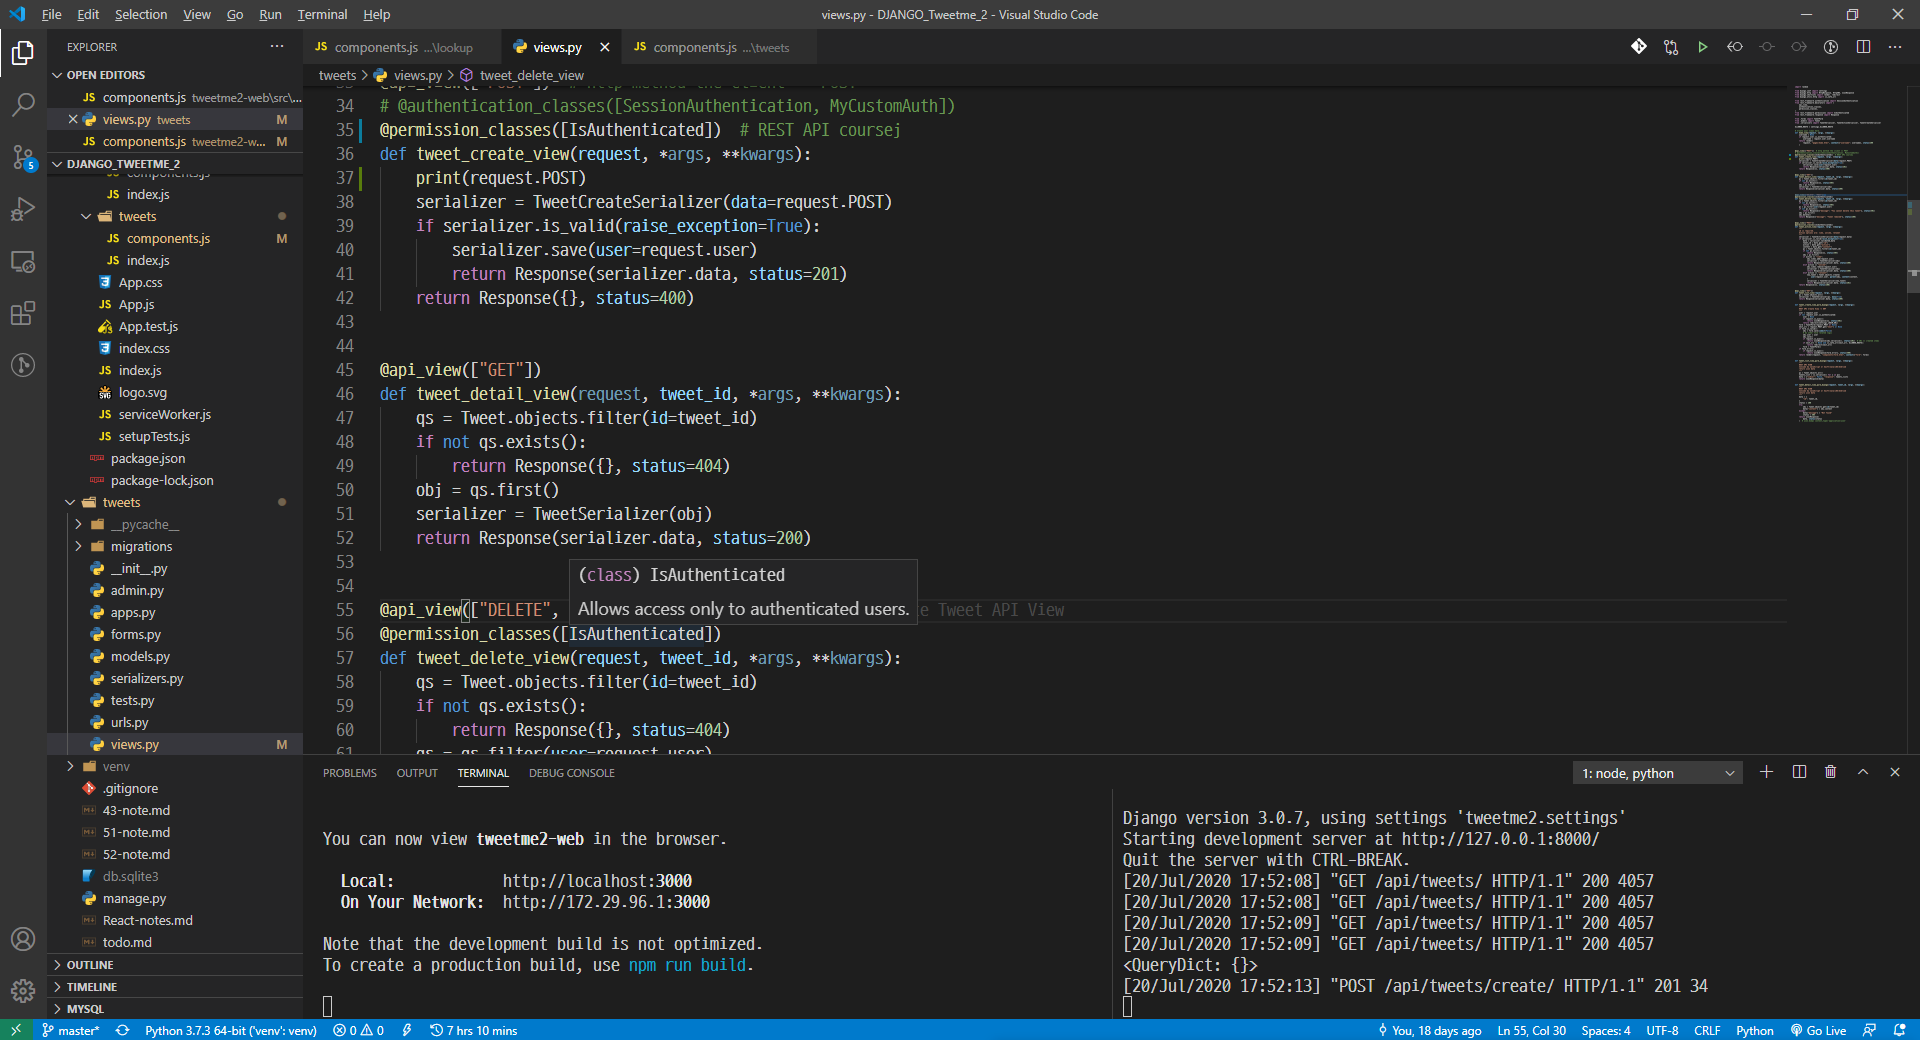 File Edit Selection View Go Run Terminal Help
views.py - DJANGO_Tweetme_2 - Visual Studio Code
EXPLORER
OPEN EDITORS
JS components.js tweetme2-web\src\...
views.py tweets M
JS components.js tweetme2-w... M
DJANGO_TWEETME_2
components.js
JS index.js
tweets
JS components.js M
JS index.js
App.css
JS App.js
App.test.js
index.css
JS index.js
logo.svg
JS serviceWorker.js
JS setupTests.js
package.json
package-lock.json
tweets
__pycache__
migrations
__init__.py
admin.py
apps.py
forms.py
models.py
serializers.py
tests.py
urls.py
views.py M
venv
.gitignore
43-note.md
51-note.md
52-note.md
db.sqlite3
manage.py
React-notes.md
todo.md
OUTLINE
TIMELINE
MYSQL
5
JS components.js ...\lookup
views.py
JS components.js ...\tweets
tweets > views.py > tweet_delete_view
34 # @authentication_classes([SessionAuthentication, MyCustomAuth])
35 @permission_classes([IsAuthenticated]) # REST API coursej
36 def tweet_create_view(request, *args, **kwargs):
37 print(request.POST)
38 serializer = TweetCreateSerializer(data=request.POST)
39 if serializer.is_valid(raise_exception=True):
40 serializer.save(user=request.user)
41 return Response(serializer.data, status=201)
42 return Response({}, status=400)
43
44
45 @api_view(["GET"])
46 def tweet_detail_view(request, tweet_id, *args, **kwargs):
47 qs = Tweet.objects.filter(id=tweet_id)
48 if not qs.exists():
49 return Response({}, status=404)
50 obj = qs.first()
51 serializer = TweetSerializer(obj)
52 return Response(serializer.data, status=200)
53
54
(class) IsAuthenticated
Allows access only to authenticated users.
55 @api_view(["DELETE", e Tweet API View
56 @permission_classes([IsAuthenticated])
57 def tweet_delete_view(request, tweet_id, *args, **kwargs):
58 qs = Tweet.objects.filter(id=tweet_id)
59 if not qs.exists():
60 return Response({}, status=404)
61 qs = qs.filter(user=request.user)
PROBLEMS OUTPUT TERMINAL DEBUG CONSOLE
1: node, python
You can now view tweetme2-web in the browser.
Local: http://localhost:3000
On Your Network: http://172.29.96.1:3000
Note that the development build is not optimized.
To create a production build, use npm run build.
Django version 3.0.7, using settings 'tweetme2.settings'
Starting development server at http://127.0.0.1:8000/
Quit the server with CTRL-BREAK.
[20/Jul/2020 17:52:08] "GET /api/tweets/ HTTP/1.1" 200 4057
[20/Jul/2020 17:52:08] "GET /api/tweets/ HTTP/1.1" 200 4057
[20/Jul/2020 17:52:09] "GET /api/tweets/ HTTP/1.1" 200 4057
[20/Jul/2020 17:52:09] "GET /api/tweets/ HTTP/1.1" 200 4057
<QueryDict: {}>
[20/Jul/2020 17:52:13] "POST /api/tweets/create/ HTTP/1.1" 201 34
master* Python 3.7.3 64-bit ('venv': venv) 0 0 7 hrs 10 mins
You, 18 days ago Ln 55, Col 30 Spaces: 4 UTF-8 CRLF Python Go Live